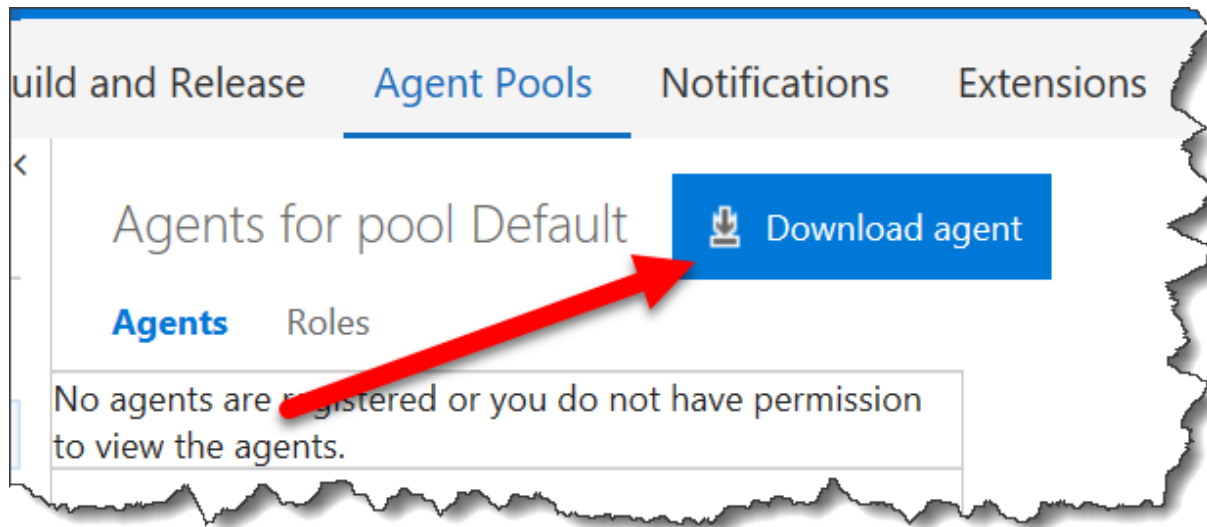 uild and Release Agent Pools Notifications Extensions
<
Agents for pool Default Download agent
Agents Roles
No agents are registered or you do not have permission
to view the agents.